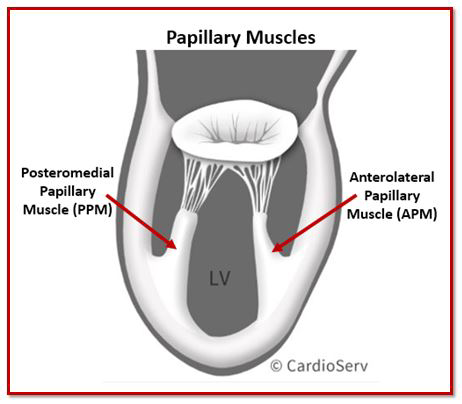 Papillary Muscles
Posteromedial
Papillary
Muscle (PPM)
Anterolateral
Papillary
Muscle (APM)
LV
© CardioServ